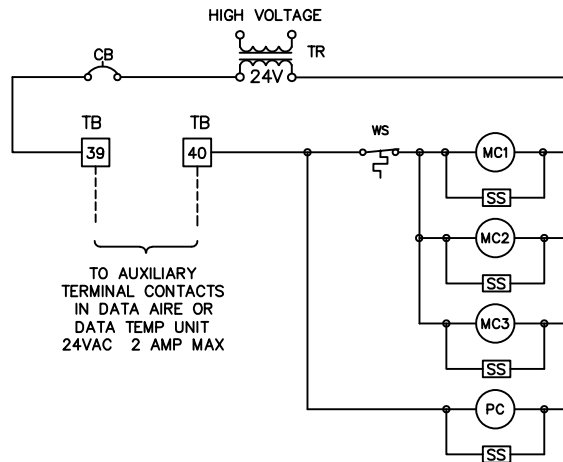 HIGH VOLTAGE
CB
TR
24V
TB
TB
39
40
WS
MC1
SS
MC2
SS
MC3
SS
PC
SS
TO AUXILIARY
TERMINAL CONTACTS
IN DATA AIRE OR
DATA TEMP UNIT
24VAC 2 AMP MAX